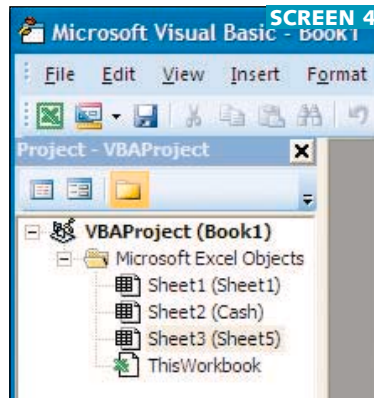 SCREEN 4
Microsoft Visual Basic - Book1
File Edit View Insert Format
Project - VBAProject
VBAProject (Book1)
Microsoft Excel Objects
Sheet1 (Sheet1)
Sheet2 (Cash)
Sheet3 (Sheet5)
ThisWorkbook